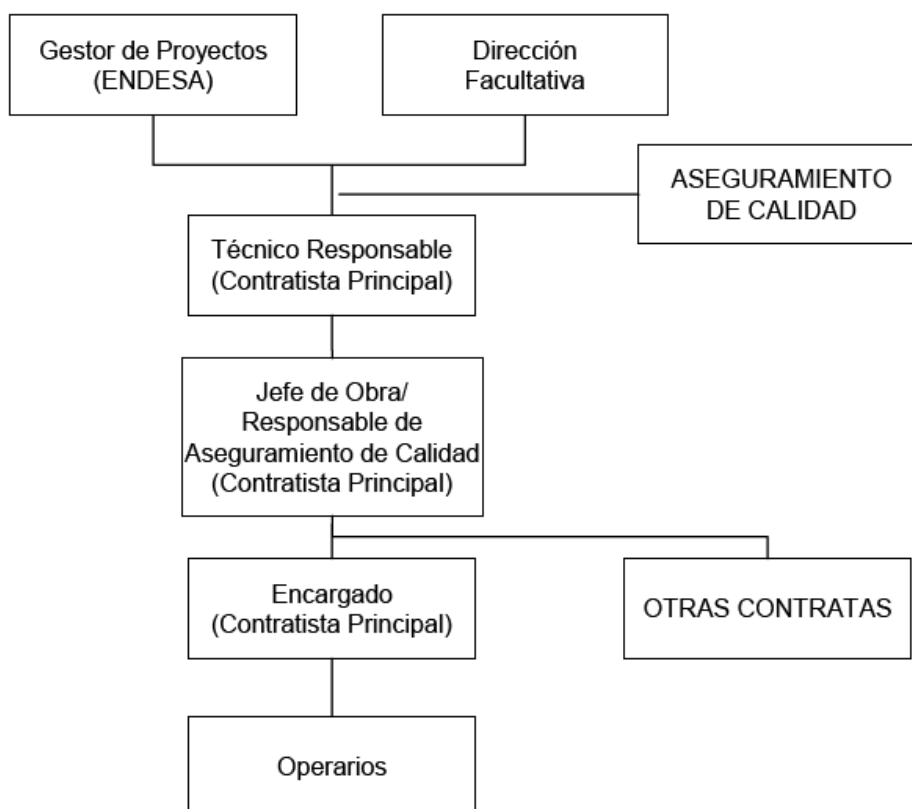 Gestor de Proyectos
(ENDESA)
Dirección
Facultativa
ASEGURAMIENTO
DE CALIDAD
Técnico Responsable
(Contratista Principal)
Jefe de Obra/
Responsable de
Aseguramiento de Calidad
(Contratista Principal)
Encargado
(Contratista Principal)
OTRAS CONTRATAS
Operarios